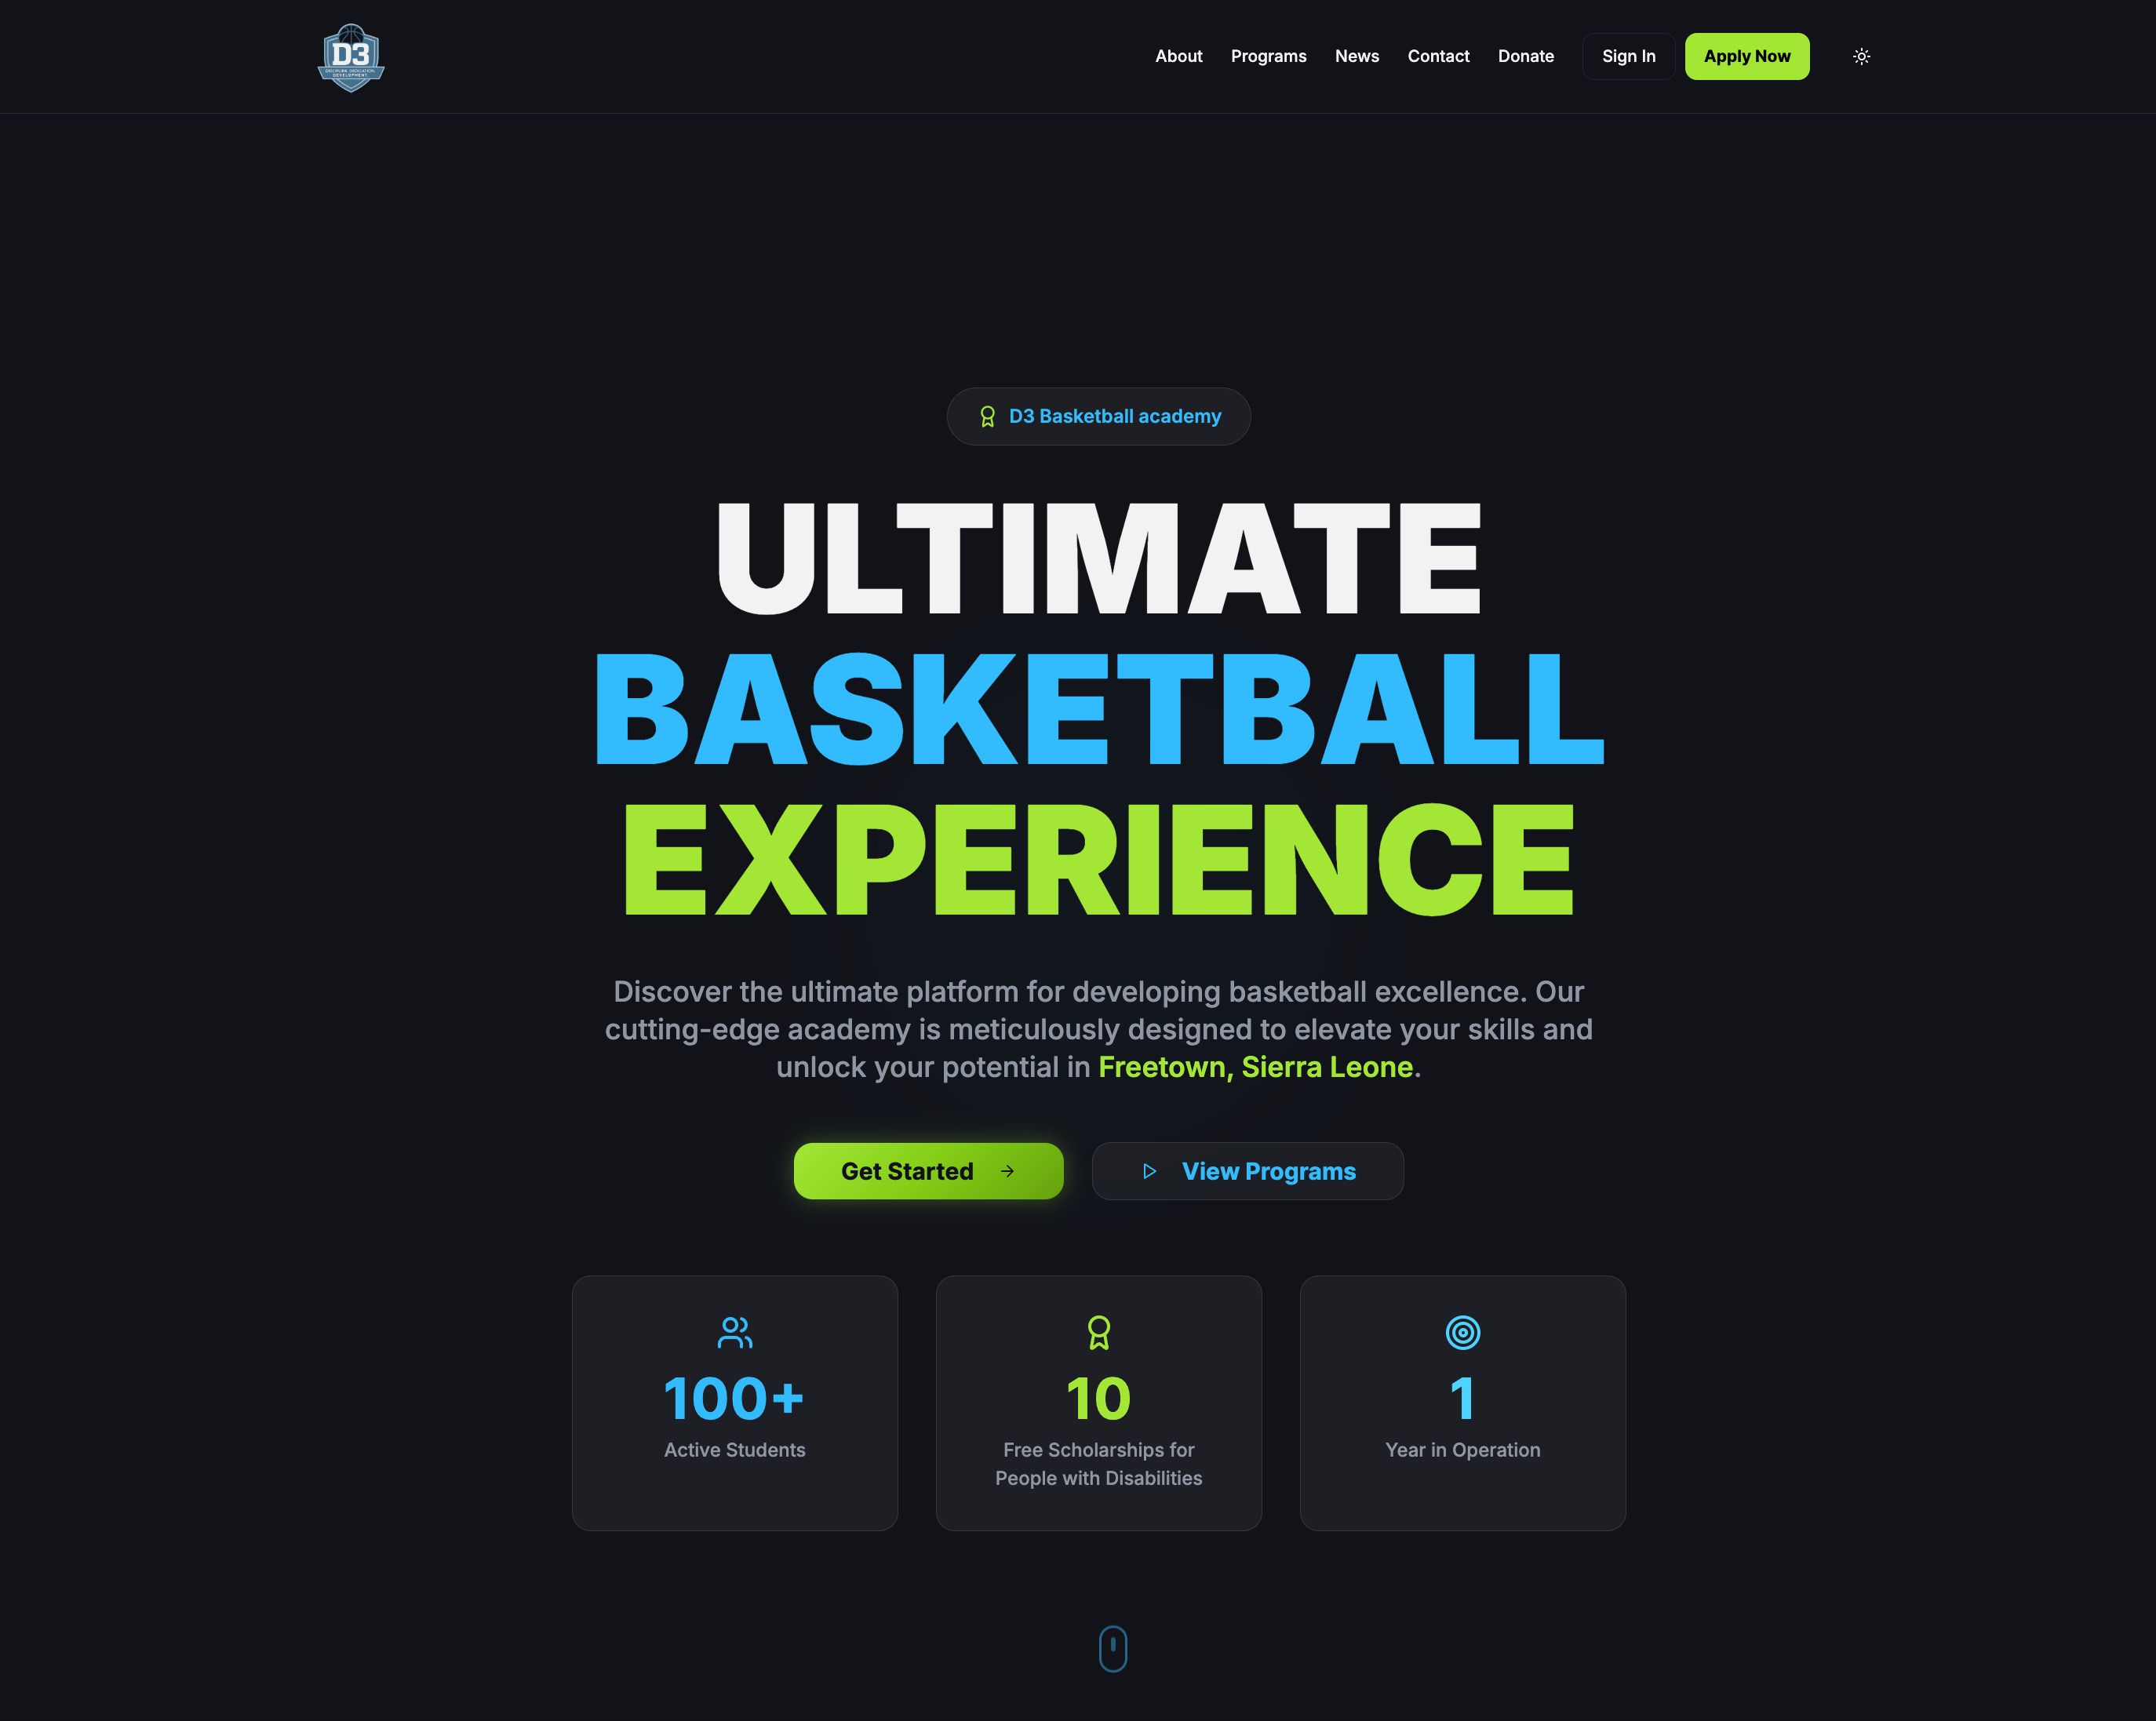 D3
DISCIPLINE. DEDICATION.
DEVELOPMENT.
About
Programs
News
Contact
Donate
Sign In
Apply Now
D3 Basketball academy
ULTIMATE
BASKETBALL
EXPERIENCE
Discover the ultimate platform for developing basketball excellence. Our
cutting-edge academy is meticulously designed to elevate your skills and
unlock your potential in Freetown, Sierra Leone.
Get Started
View Programs
100+
Active Students
10
Free Scholarships for
People with Disabilities
1
Year in Operation